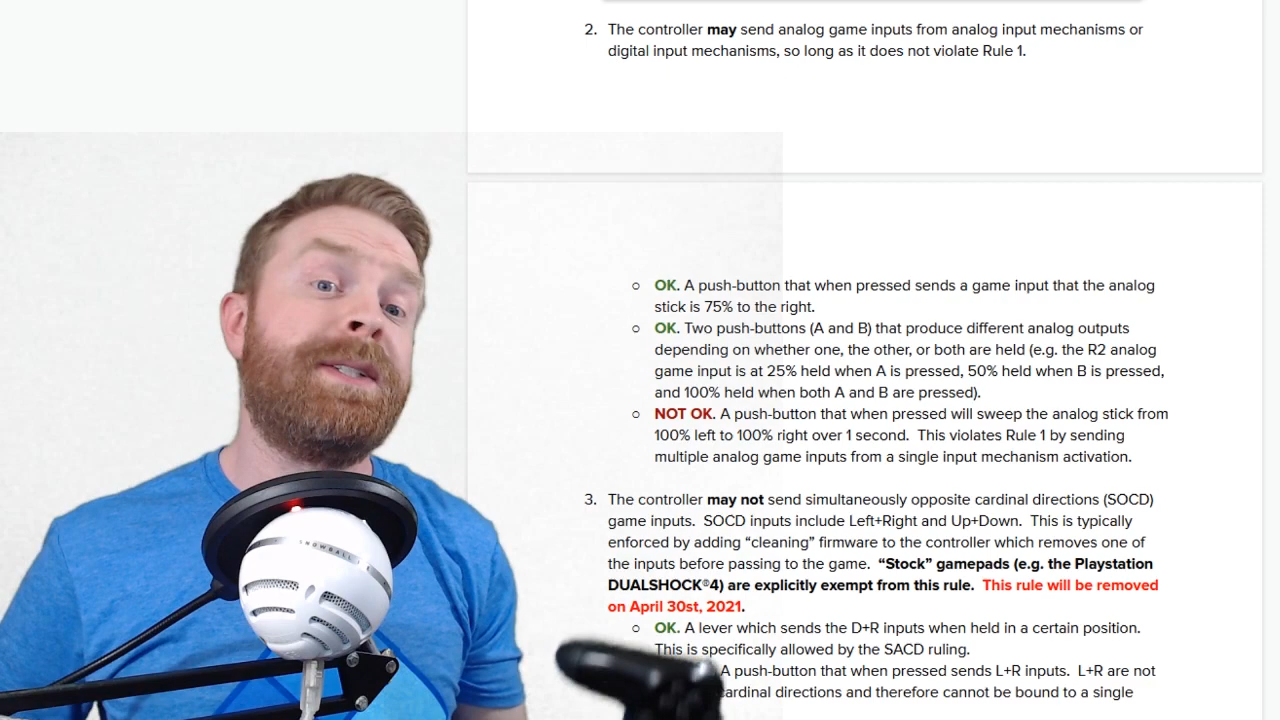 2. The controller may send analog game inputs from analog input mechanisms or
digital input mechanisms, so long as it does not violate Rule 1.
○ OK. A push-button that when pressed sends a game input that the analog
stick is 75% to the right.
○ OK. Two push-buttons (A and B) that produce different analog outputs
depending on whether one, the other, or both are held (e.g. the R2 analog
game input is at 25% held when A is pressed, 50% held when B is pressed,
and 100% held when both A and B are pressed).
○ NOT OK. A push-button that when pressed will sweep the analog stick from
100% left to 100% right over 1 second. This violates Rule 1 by sending
multiple analog game inputs from a single input mechanism activation.
3. The controller may not send simultaneously opposite cardinal directions (SOCD)
game inputs. SOCD inputs include Left+Right and Up+Down. This is typically
enforced by adding “cleaning” firmware to the controller which removes one of
the inputs before passing to the game. “Stock” gamepads (e.g. the Playstation
DUALSHOCK®4) are explicitly exempt from this rule. This rule will be removed
on April 30st, 2021.
○ OK. A lever which sends the D+R inputs when held in a certain position.
This is specifically allowed by the SACD ruling.
A push-button that when pressed sends L+R inputs. L+R are not
cardinal directions and therefore cannot be bound to a single
SNOWBALL